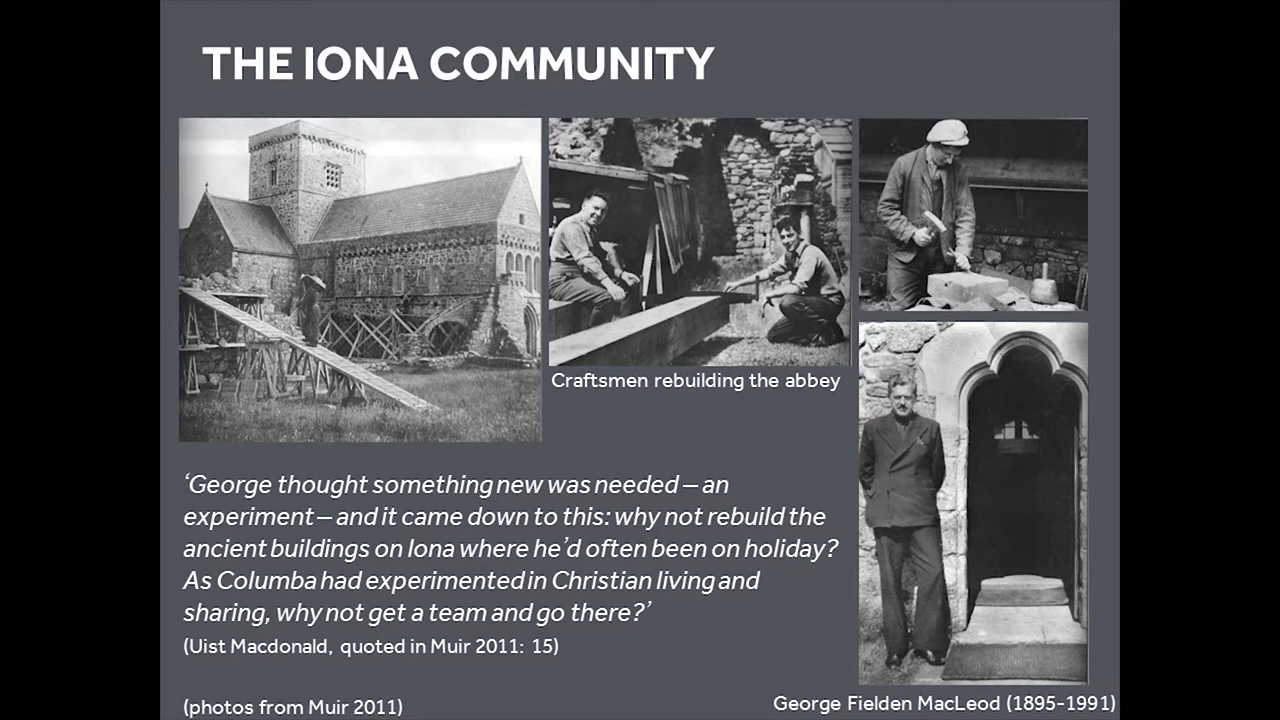 THE IONA COMMUNITY
Craftsmen rebuilding the abbey
‘George thought something new was needed – an
experiment – and it came down to this: why not rebuild the
ancient buildings on Iona where he’d often been on holiday?
As Columba had experimented in Christian living and
sharing, why not get a team and go there?’
(Uist Macdonald, quoted in Muir 2011: 15)
(photos from Muir 2011)
George Fielden MacLeod (1895-1991)